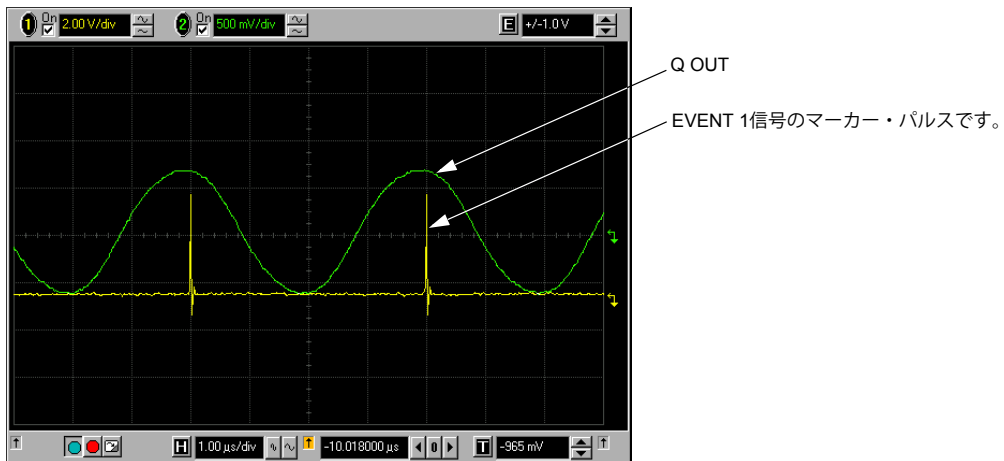 1 On 2.00 V/div 2 On 500 mV/div E +/-1.0 V
Q OUT
EVENT 1信号のマーカー・パルスです。
H 1.00 µs/div -10.018000 µs 0 T -965 mV